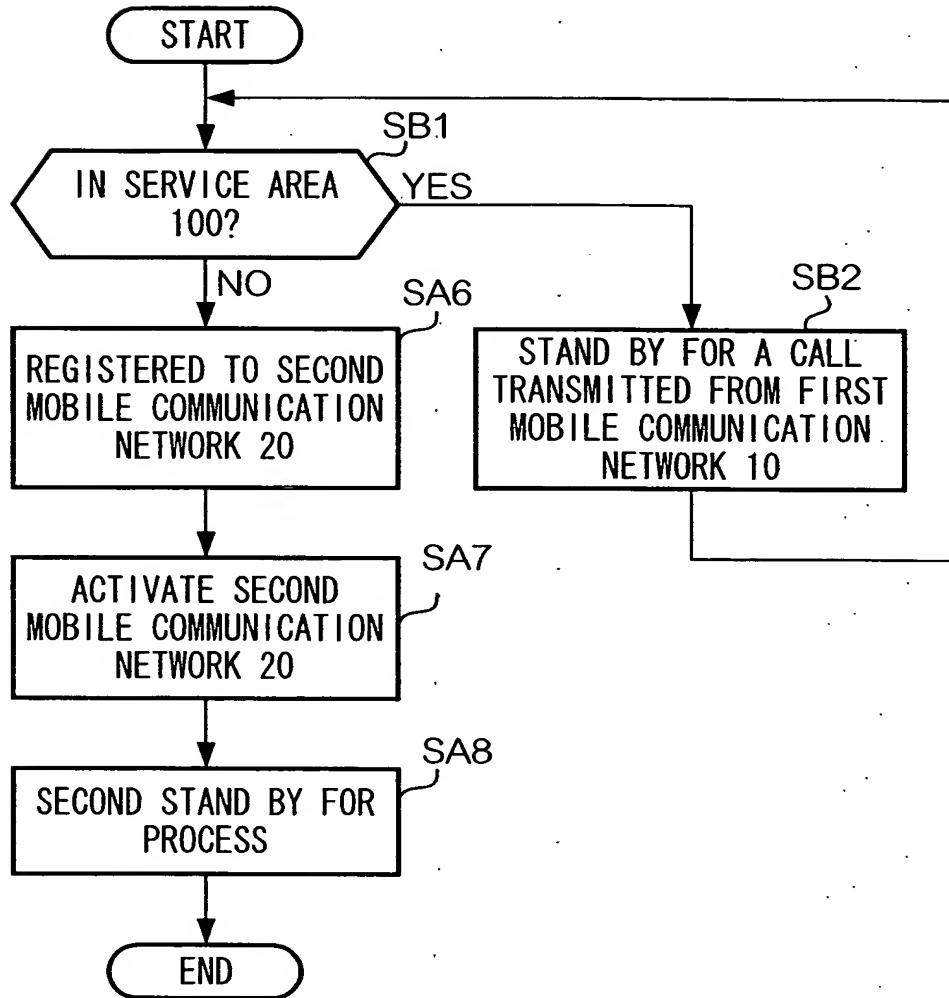 START
SB1
IN SERVICE AREA
100?
YES
NO
SA6
REGISTERED TO SECOND
MOBILE COMMUNICATION
NETWORK 20
SB2
STAND BY FOR A CALL
TRANSMITTED FROM FIRST
MOBILE COMMUNICATION
NETWORK 10
SA7
ACTIVATE SECOND
MOBILE COMMUNICATION
NETWORK 20
SA8
SECOND STAND BY FOR
PROCESS
END